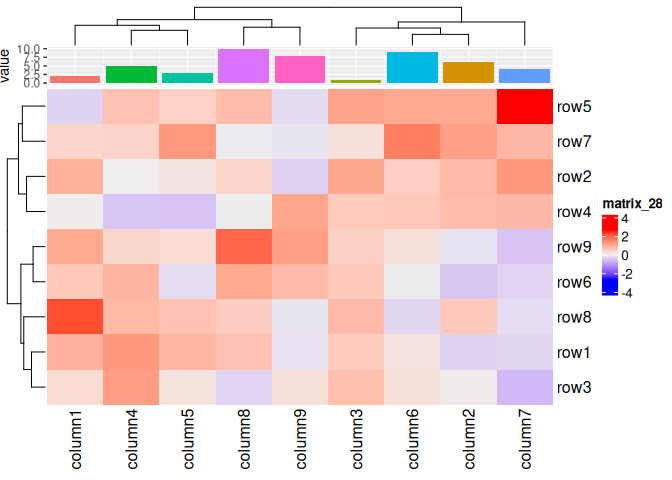 value
10.0
7.5
5.0
2.5
0.0
row5
row7
row2
row4
row9
row6
row8
row1
row3
matrix_28
4
2
0
-2
-4
column1
column4
column5
column8
column9
column3
column6
column2
column7